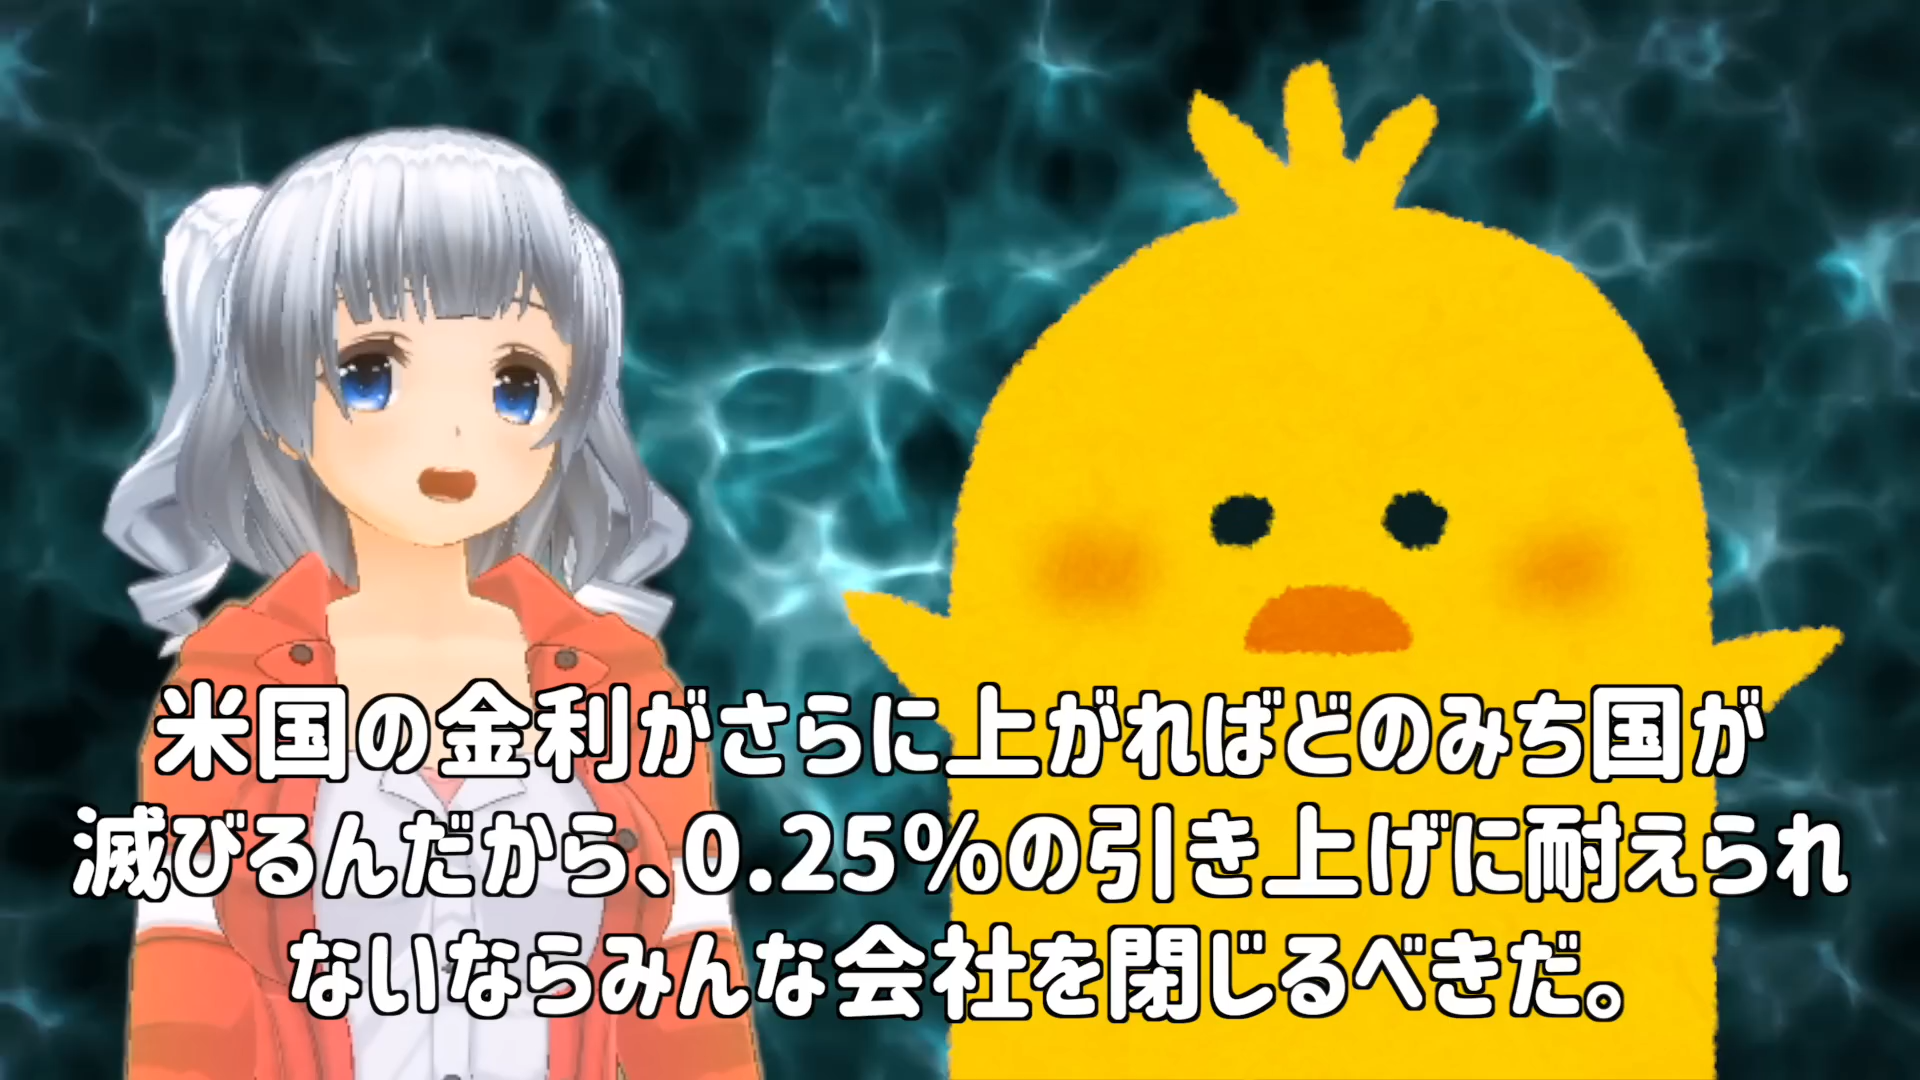 米国の金利がさらに上がればどのみち国が
滅びるんだから、0.25%の引き上げに耐えられ
ないならみんな会社を閉じるべきだ。